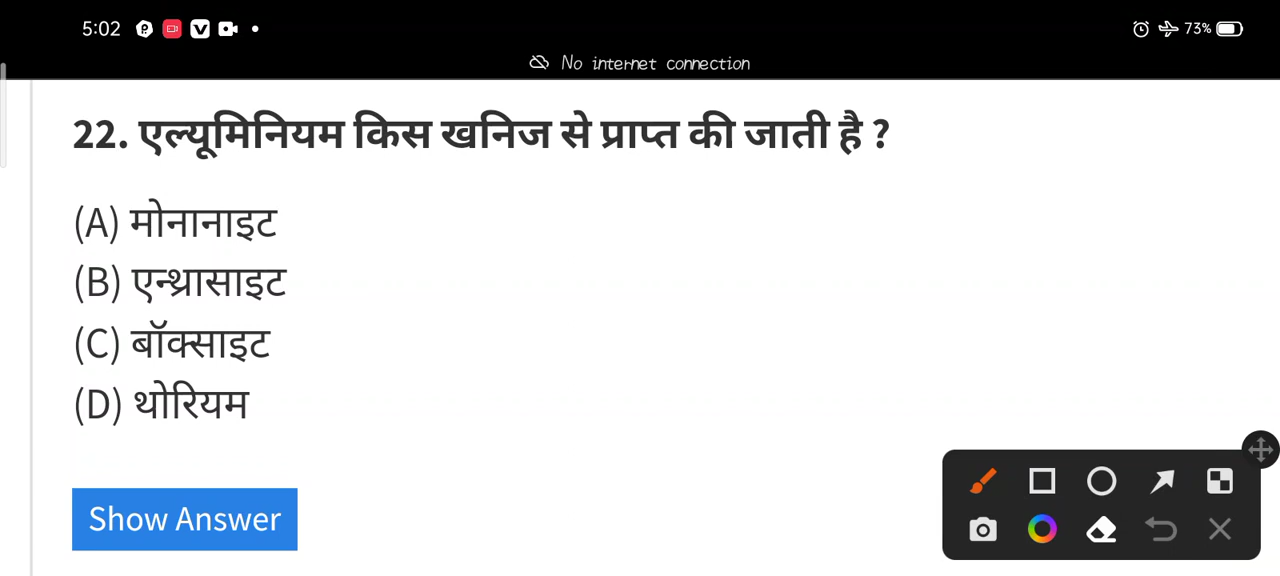 5:02
73%
No internet connection
22. एल्यूमिनियम किस खनिज से प्राप्त की जाती है ?
(A) मोनानाइट
(B) एन्थ्रासाइट
(C) बॉक्साइट
(D) थोरियम
Show Answer